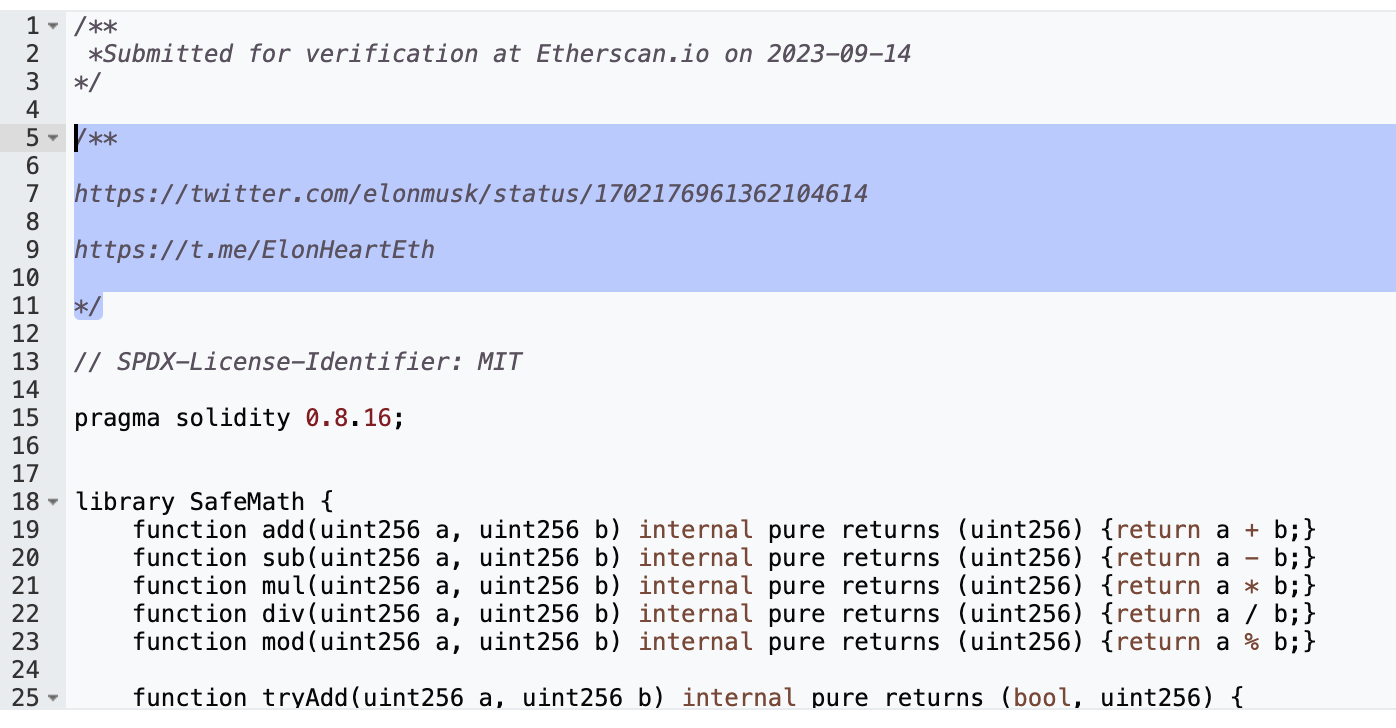 1 /**
2 *Submitted for verification at Etherscan.io on 2023-09-14
3 */
4
5 /**
6
7 https://twitter.com/elonmusk/status/1702176961362104614
8
9 https://t.me/ElonHeartEth
10
11 */
12
13 // SPDX-License-Identifier: MIT
14
15 pragma solidity 0.8.16;
16
17
18 library SafeMath {
19 function add(uint256 a, uint256 b) internal pure returns (uint256) {return a + b;}
20 function sub(uint256 a, uint256 b) internal pure returns (uint256) {return a - b;}
21 function mul(uint256 a, uint256 b) internal pure returns (uint256) {return a * b;}
22 function div(uint256 a, uint256 b) internal pure returns (uint256) {return a / b;}
23 function mod(uint256 a, uint256 b) internal pure returns (uint256) {return a % b;}
24
25 function tryAdd(uint256 a, uint256 b) internal pure returns (bool, uint256) {